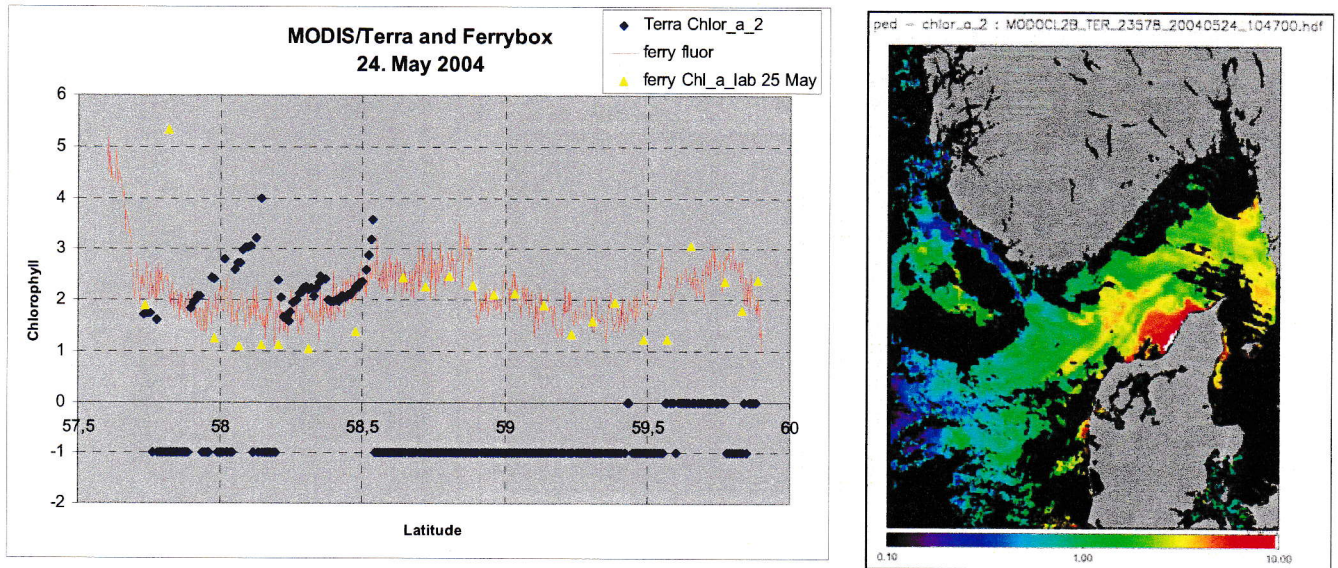 MODIS/Terra and Ferrybox
24. May 2004
Terra Chlor_a_2
ferry fluor
ferry Chl_a_lab 25 May
6
5
4
3
2
1
0
-1
-2
57,5
58
58,5
59
59,5
60
Chlorophyll
Latitude
ped - chlor_a_2 : MODOCL2B_TER_23578_20040524_104700.hdf
0.10
1.00
10.00